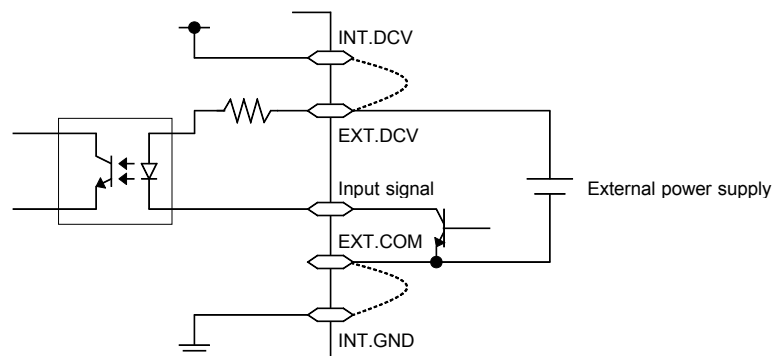 INT.DCV
EXT.DCV
Input signal
External power supply
EXT.COM
INT.GND